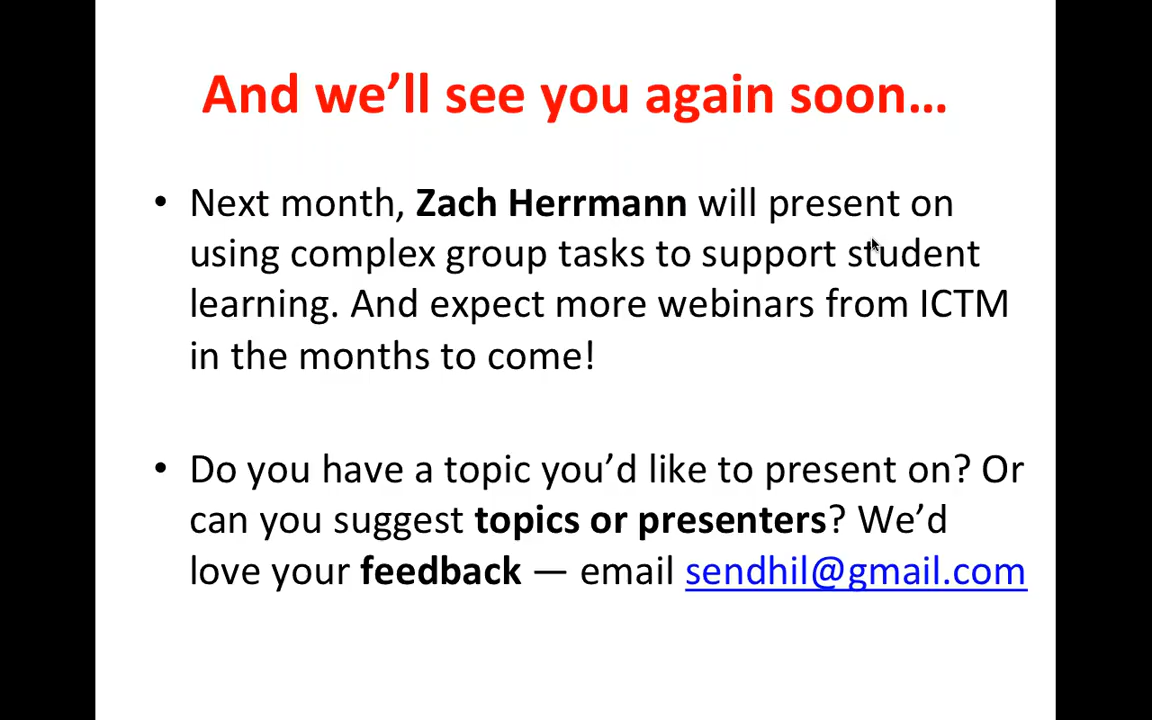 And we’ll see you again soon…
• Next month, Zach Herrmann will present on
using complex group tasks to support student
learning. And expect more webinars from ICTM
in the months to come!
• Do you have a topic you’d like to present on? Or
can you suggest topics or presenters? We’d
love your feedback — email sendhil@gmail.com